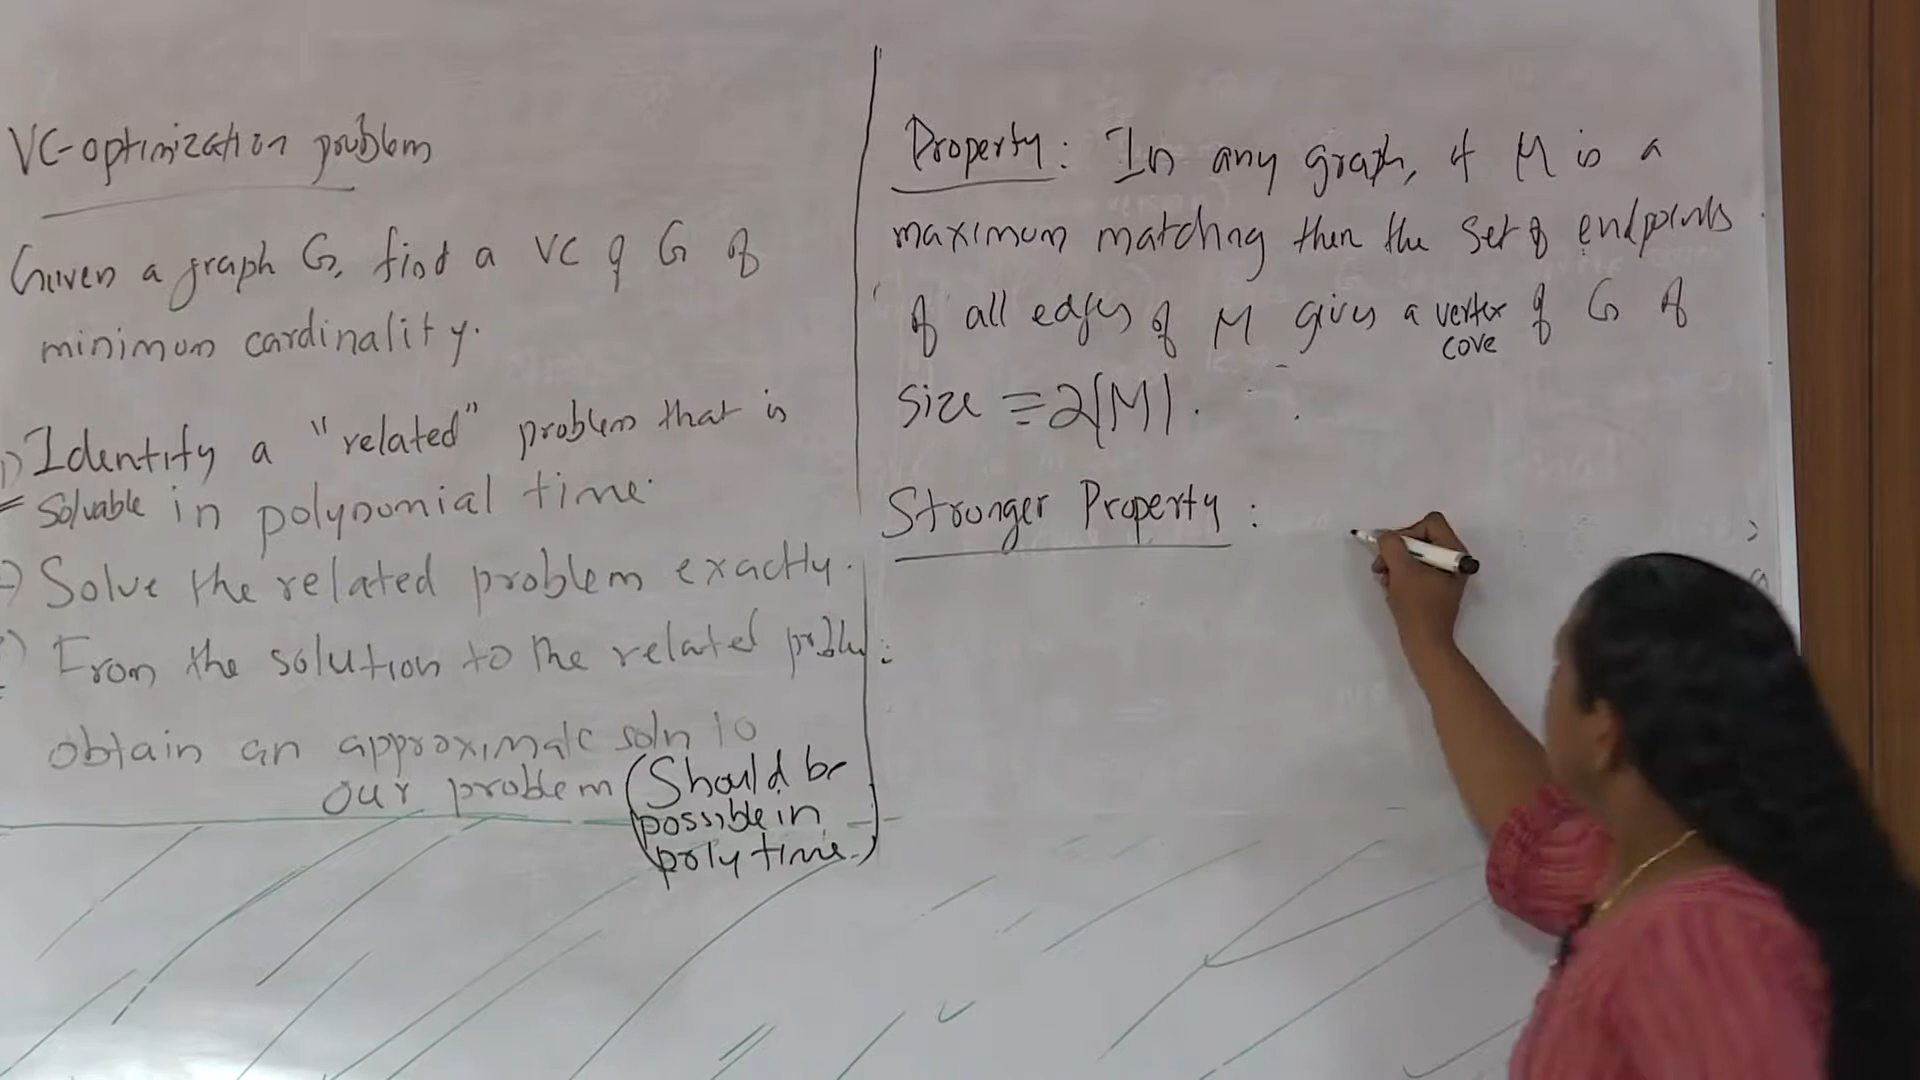 VC-optimization problem
Given a graph G, find a VC of G of
minimum cardinality.
1) Identify a "related" problem that is
solvable in polynomial time.
2) Solve the related problem exactly.
) From the solution to the related problem
obtain an approximate soln to
our problem (Should be
possible in
poly time.)
Property: In any graph, if M is a
maximum matching then the set of endpoints
of all edges of M gives a vertex of G of
cove
size = 2|M|.
Stronger Property: